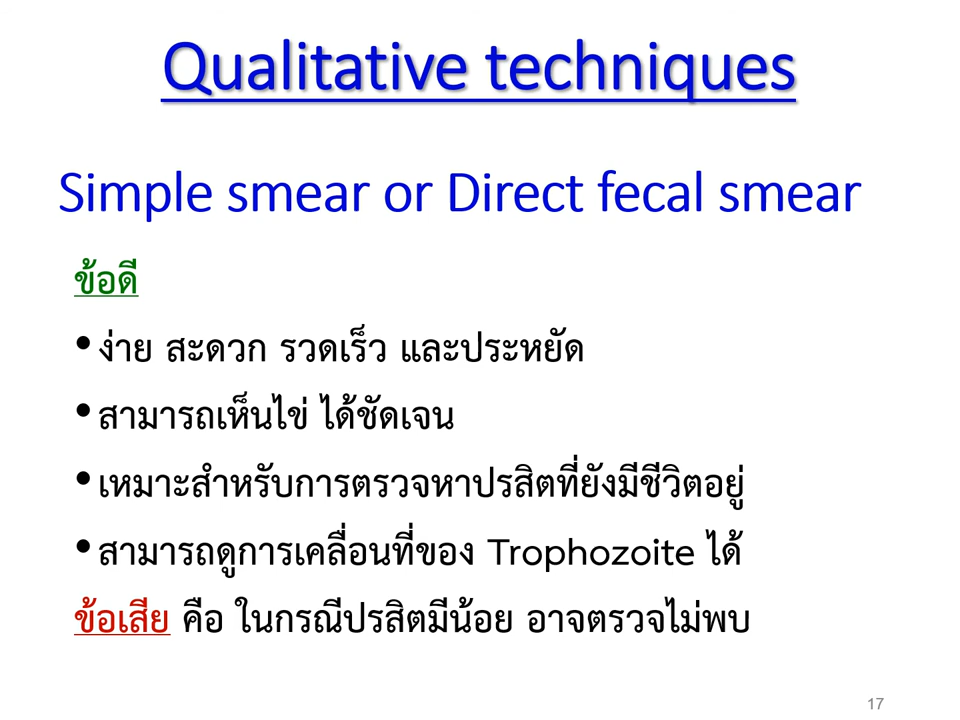 Qualitative techniques
Simple smear or Direct fecal smear
ข้อดี
•ง่าย สะดวก รวดเร็ว และประหยัด
•สามารถเห็นไข่ ได้ชัดเจน
•เหมาะสำหรับการตรวจหาปรสิตที่ยังมีชีวิตอยู่
•สามารถดูการเคลื่อนที่ของ Trophozoite ได้
ข้อเสีย คือ ในกรณีปรสิตมีน้อย อาจตรวจไม่พบ
17